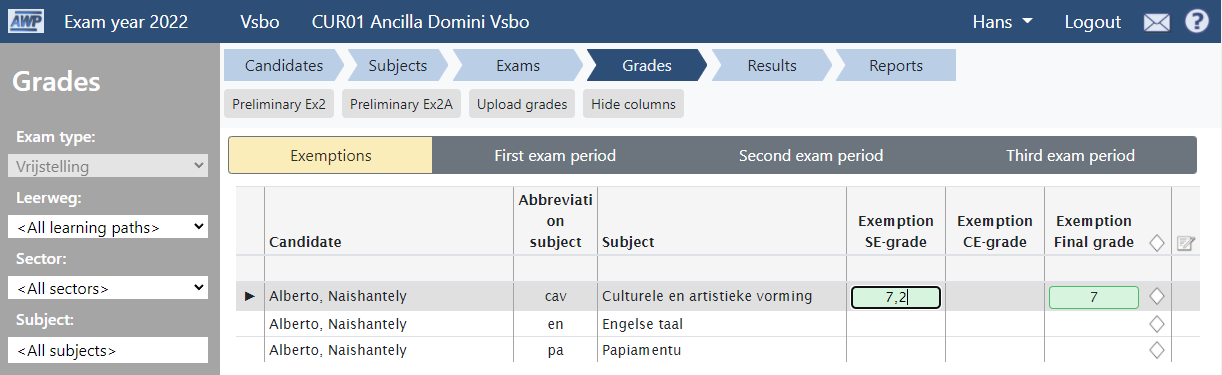 AWP Exam year 2022 Vsbo CUR01 Ancilla Domini Vsbo Hans Logout ?
Grades
Exam type:
Vrijstelling
Leerweg:
<All learning paths>
Sector:
<All sectors>
Subject:
<All subjects>
Candidates Subjects Exams Grades Results Reports
Preliminary Ex2 Preliminary Ex2A Upload grades Hide columns
Exemptions First exam period Second exam period Third exam period
Candidate Abbreviati
on
subject Subject Exemption
SE-grade Exemption
CE-grade Exemption
Final grade
Alberto, Naishantely cav Culturele en artistieke vorming 7,2 7
Alberto, Naishantely en Engelse taal
Alberto, Naishantely pa Papiamentu